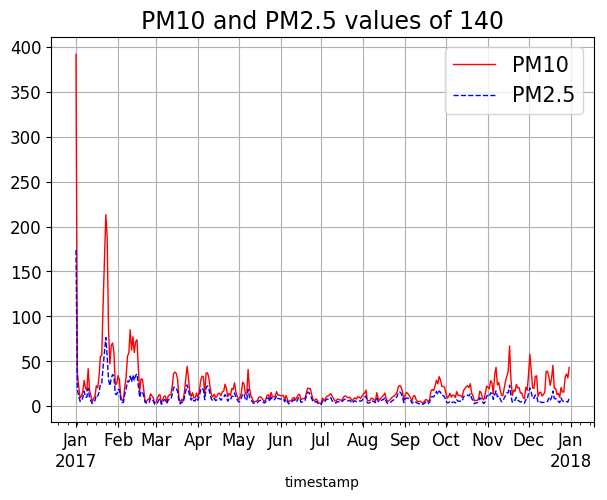 PM10 and PM2.5 values of 140
PM10
PM2.5
400
350
300
250
200
150
100
50
0
Jan Feb Mar Apr May Jun Jul Aug Sep Oct Nov Dec Jan
2017 2018
timestamp